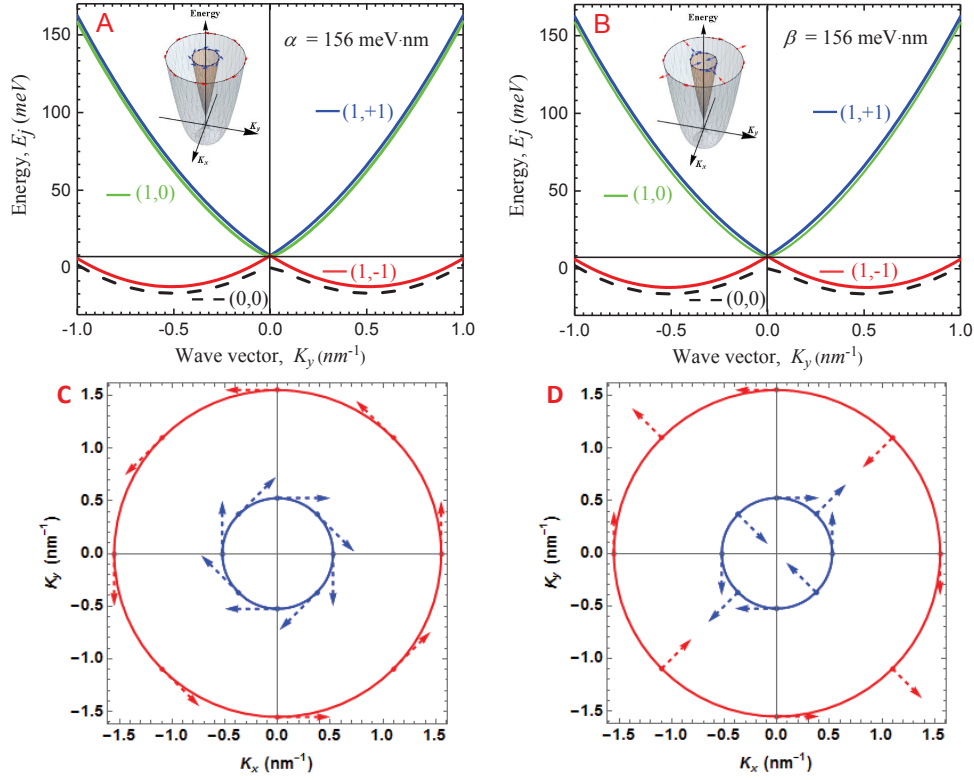 A
Energy
α = 156 meV·nm
K_y
K_x
(1,+1)
(1,0)
(1,-1)
(0,0)
Energy, E_j (meV)
150
100
50
0
-1.0 -0.5 0.0 0.5 1.0
Wave vector, K_y (nm⁻¹)
B
Energy
β = 156 meV·nm
K_y
K_x
(1,+1)
(1,0)
(1,-1)
(0,0)
Energy, E_j (meV)
150
100
50
0
-1.0 -0.5 0.0 0.5 1.0
Wave vector, K_y (nm⁻¹)
C
K_y (nm⁻¹)
1.5
1.0
0.5
0.0
−0.5
−1.0
−1.5
−1.5 −1.0 −0.5 0.0 0.5 1.0 1.5
K_x (nm⁻¹)
D
K_y (nm⁻¹)
1.5
1.0
0.5
0.0
−0.5
−1.0
−1.5
−1.5 −1.0 −0.5 0.0 0.5 1.0 1.5
K_x (nm⁻¹)